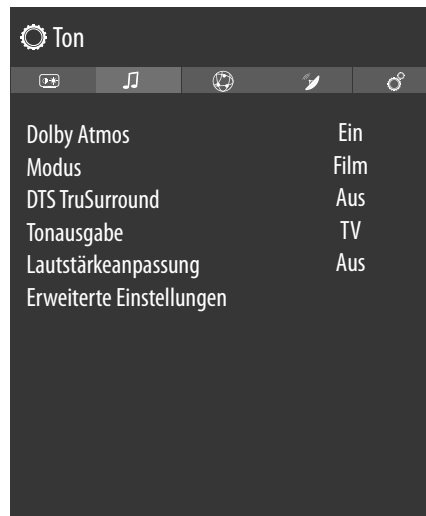 Ton
Dolby Atmos Ein
Modus Film
DTS TruSurround Aus
Tonausgabe TV
Lautstärkeanpassung Aus
Erweiterte Einstellungen